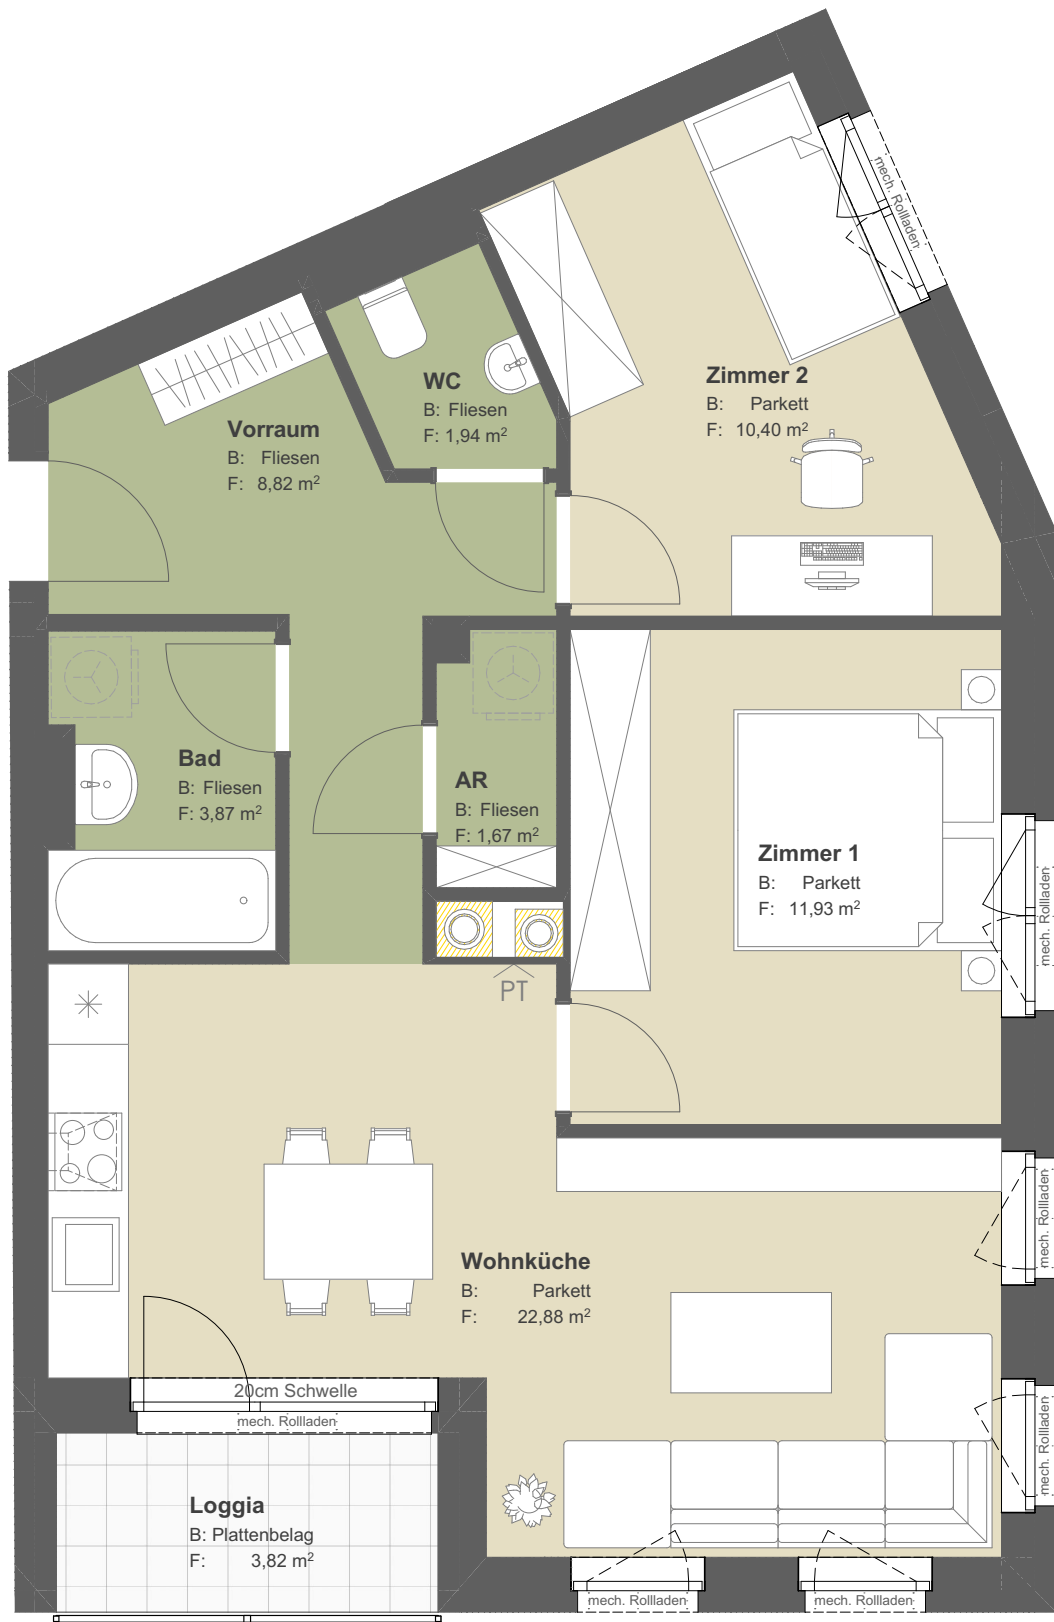 mech. Rollladen
Zimmer 2
B: Parkett
F: 10,40 m²
WC
B: Fliesen
F: 1,94 m²
Vorraum
B: Fliesen
F: 8,82 m²
Bad
B: Fliesen
F: 3,87 m²
AR
B: Fliesen
F: 1,67 m²
Zimmer 1
B: Parkett
F: 11,93 m²
mech. Rollladen
PT
mech. Rollladen
Wohnküche
B: Parkett
F: 22,88 m²
20cm Schwelle
mech. Rollladen
mech. Rollladen
Loggia
B: Plattenbelag
F: 3,82 m²
mech. Rollladen
mech. Rollladen